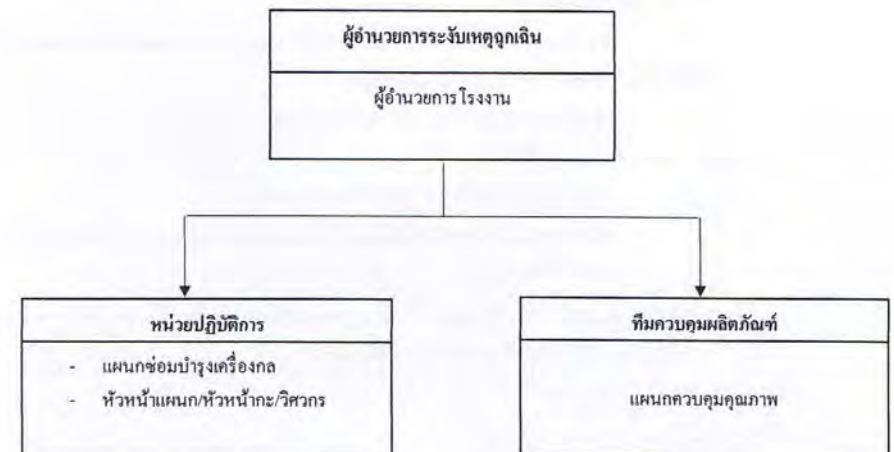 ผู้อำนวยการระงับเหตุฉุกเฉิน
ผู้อำนวยการโรงงาน
หน่วยปฏิบัติการ
- แผนกซ่อมบำรุงเครื่องกล
- หัวหน้าแผนก/หัวหน้ากะ/วิศวกร
ทีมควบคุมผลิตภัณฑ์
แผนกควบคุมคุณภาพ